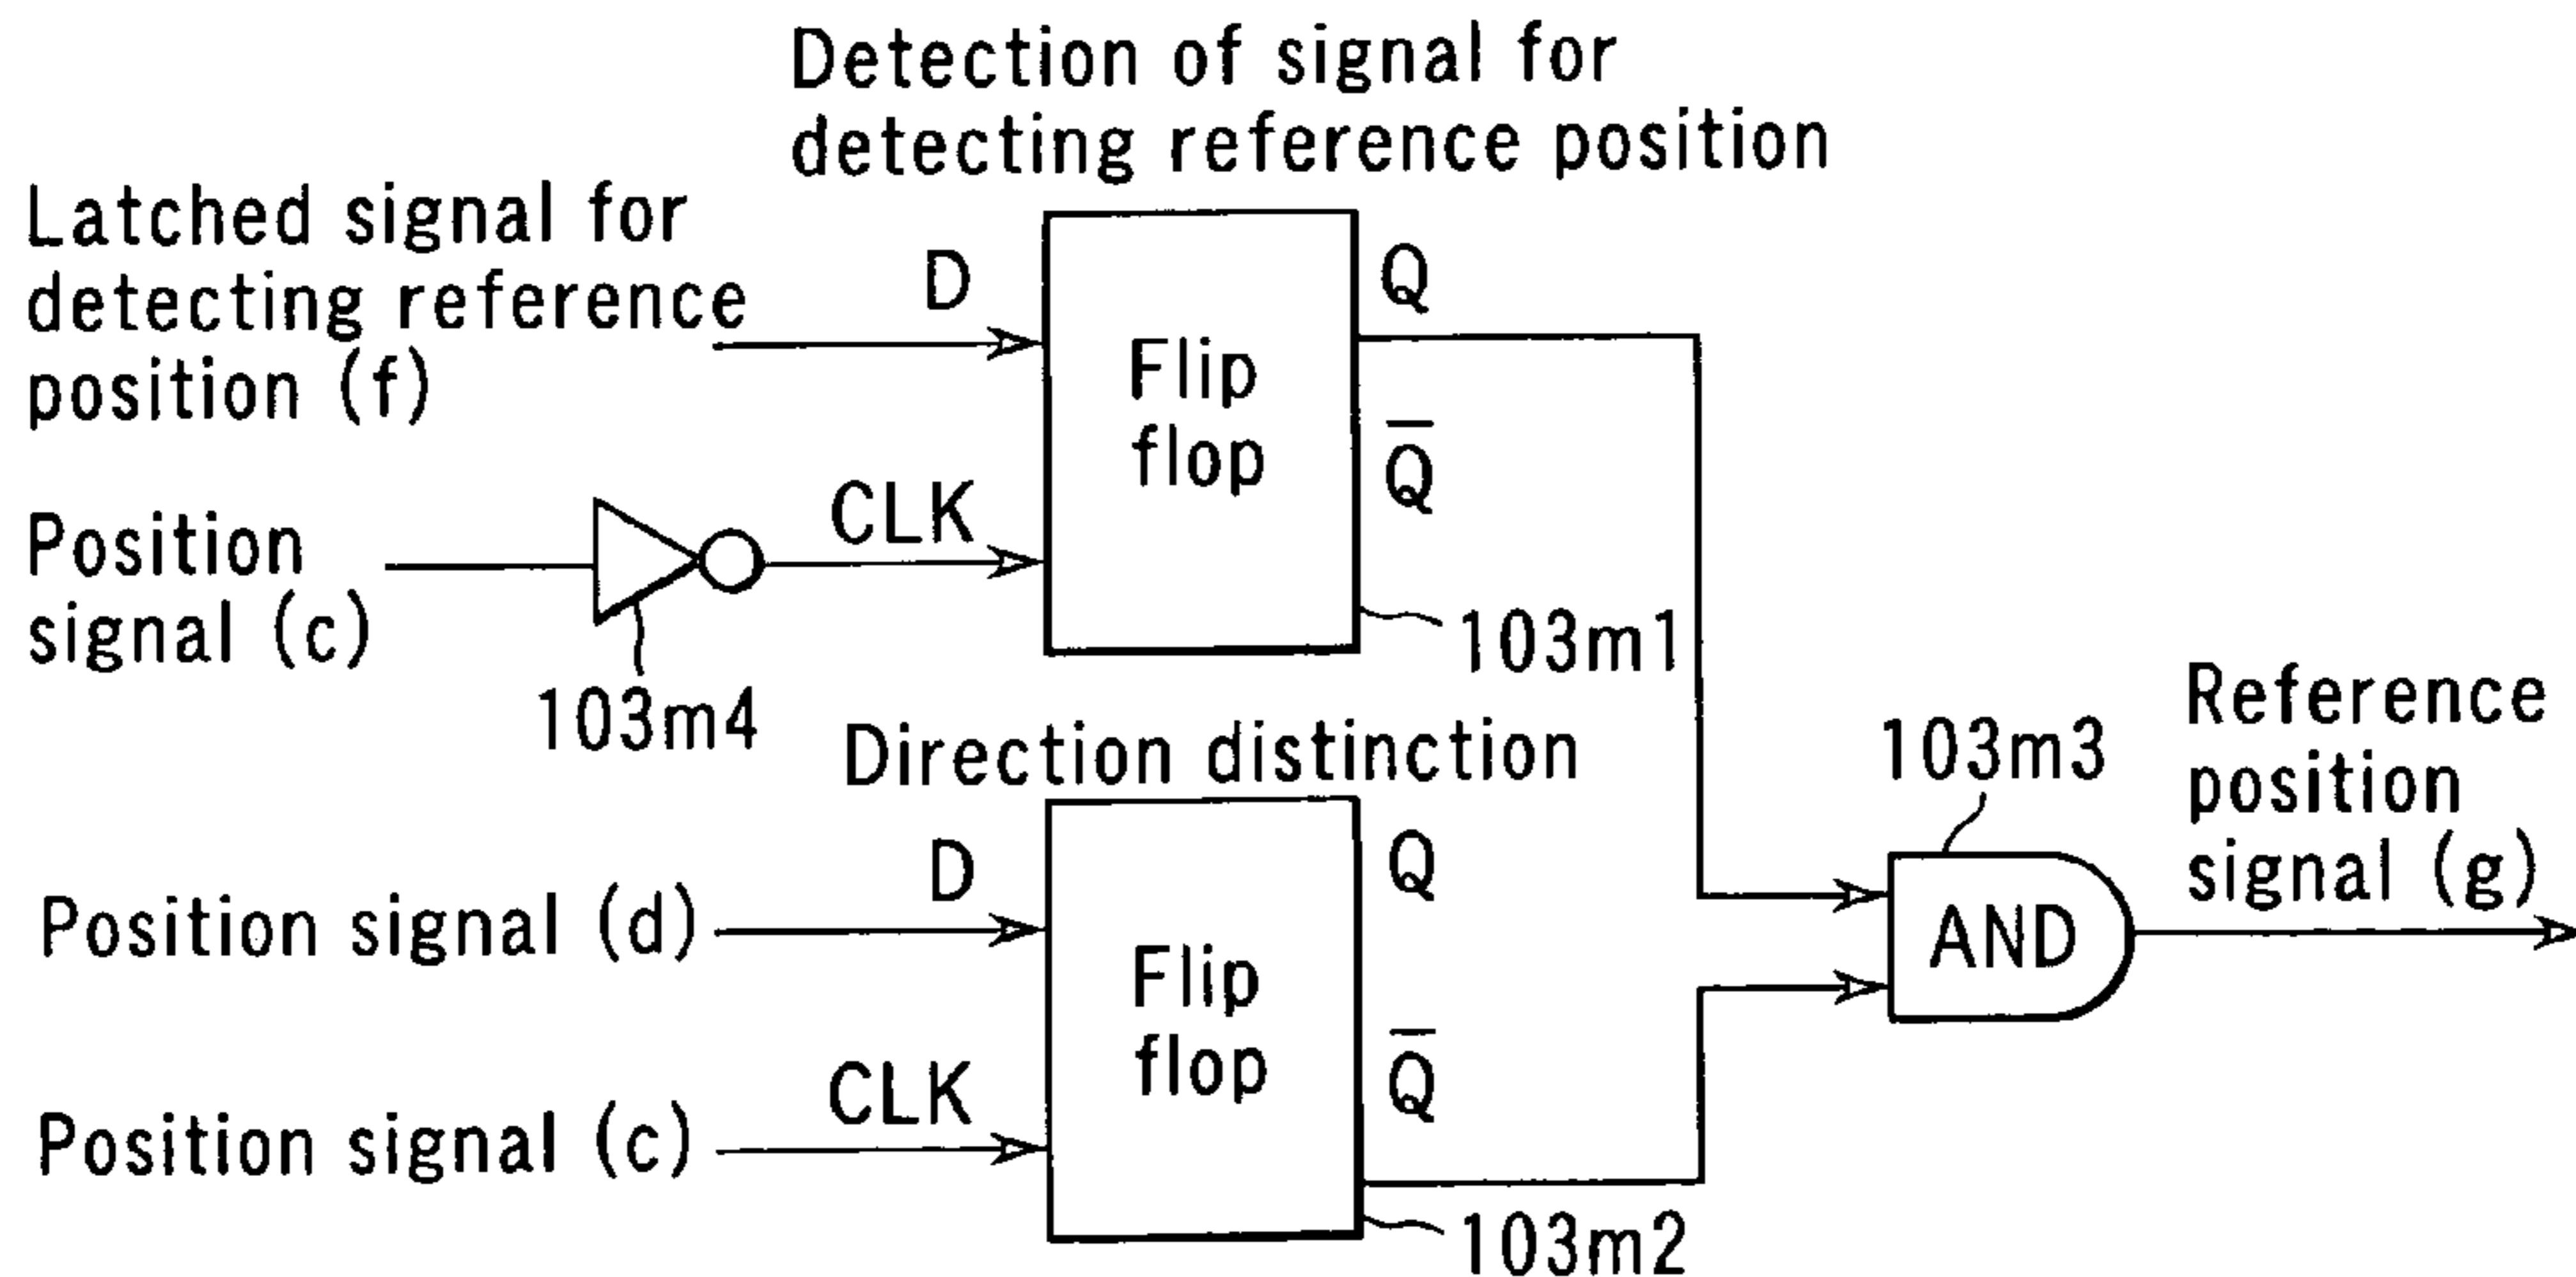 Detection of signal for
detecting reference position
Latched signal for
detecting reference
position (f)
D
Q
Flip
flop
Q̅
Position
signal (c)
CLK
103m1
103m4
Direction distinction
103m3
Reference
position
signal (g)
D
Q
Position signal (d)
Flip
flop
AND
Q̅
CLK
Position signal (c)
103m2